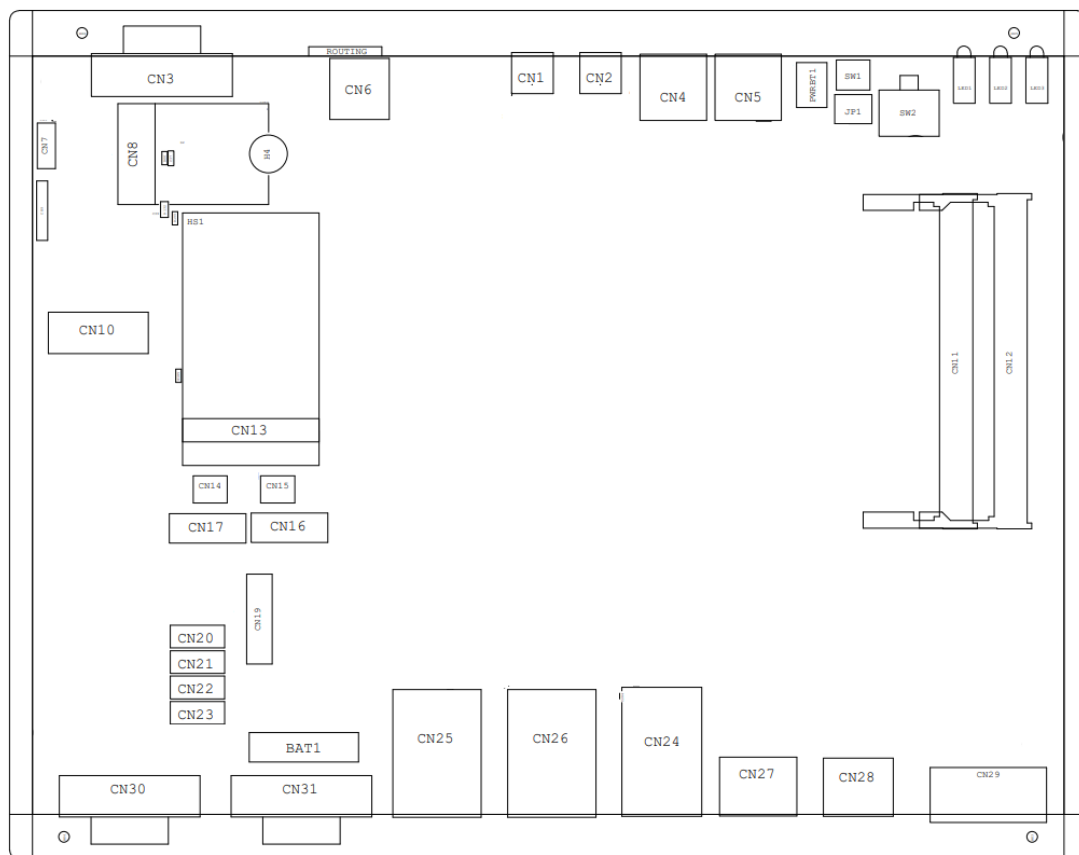 ROUTING
CN3
CN6
CN1
CN2
CN4
CN5
PWRBT1
SW1
JP1
SW2
LED1
LED2
LED3
CN7
CN8
H4
HS1
CN10
CN11
CN12
CN13
CN14
CN15
CN17
CN16
CN19
CN20
CN21
CN22
CN23
BAT1
CN25
CN26
CN24
CN27
CN28
CN29
CN30
CN31